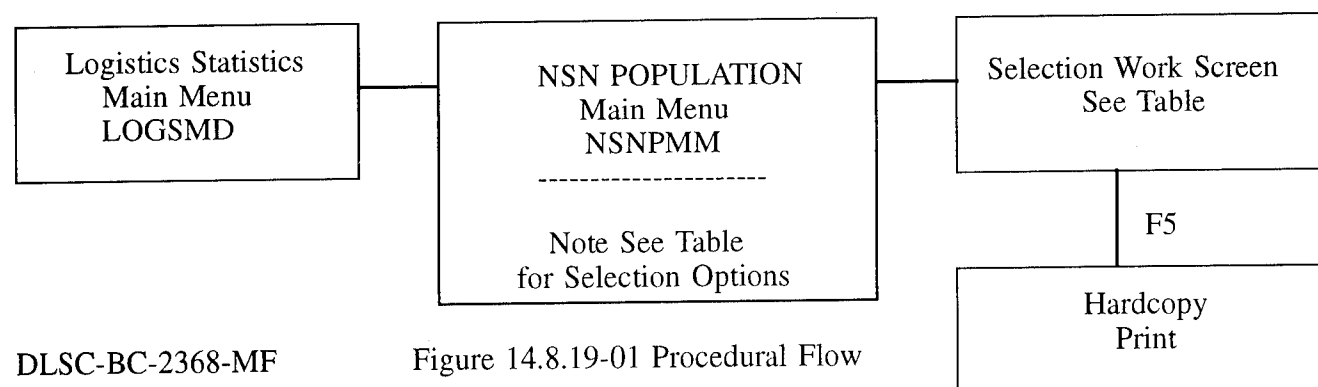 Logistics Statistics
Main Menu
LOGSMD
NSN POPULATION
Main Menu
NSNPMM
-----------------------
Note See Table
for Selection Options
Selection Work Screen
See Table
F5
Hardcopy
Print
DLSC-BC-2368-MF
Figure 14.8.19-01 Procedural Flow